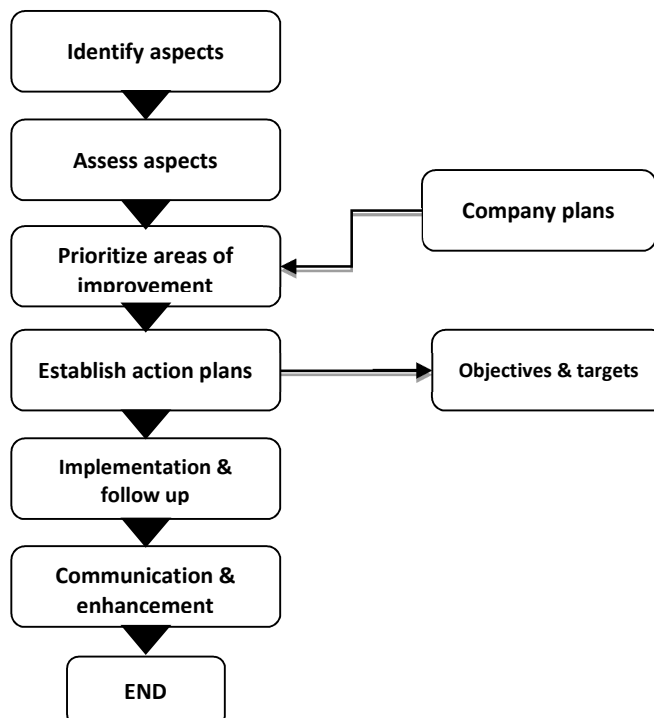 Identify aspects
Assess aspects
Company plans
Prioritize areas of
improvement
Establish action plans
Objectives & targets
Implementation &
follow up
Communication &
enhancement
END